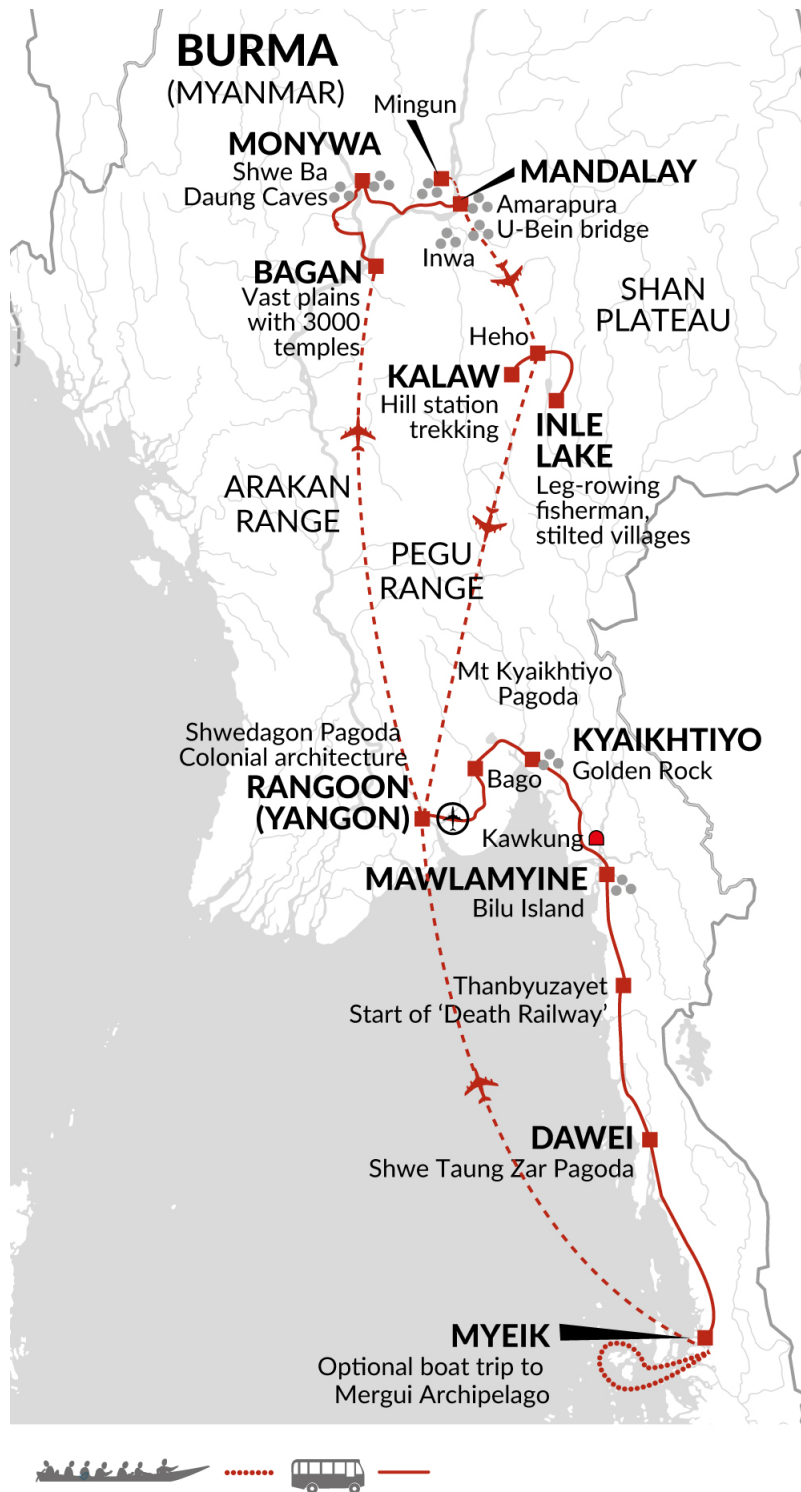 BURMA
(MYANMAR)
Mingun
MONYWA
Shwe Ba
Daung Caves
MANDALAY
Amarapura
U-Bein bridge
Inwa
BAGAN
Vast plains
with 3000
temples
SHAN
PLATEAU
Heho
KALAW
Hill station
trekking
INLE
LAKE
Leg-rowing
fisherman,
stilted villages
ARAKAN
RANGE
PEGU
RANGE
Mt Kyaikhtiyo
Pagoda
Shwedagon Pagoda
Colonial architecture
RANGOON
(YANGON)
KYAIKHTIYO
Golden Rock
Bago
Kawkung
MAWLAMYINE
Bilu Island
Thanbyuzayet
Start of ‘Death Railway’
DAWEI
Shwe Taung Zar Pagoda
MYEIK
Optional boat trip to
Mergui Archipelago